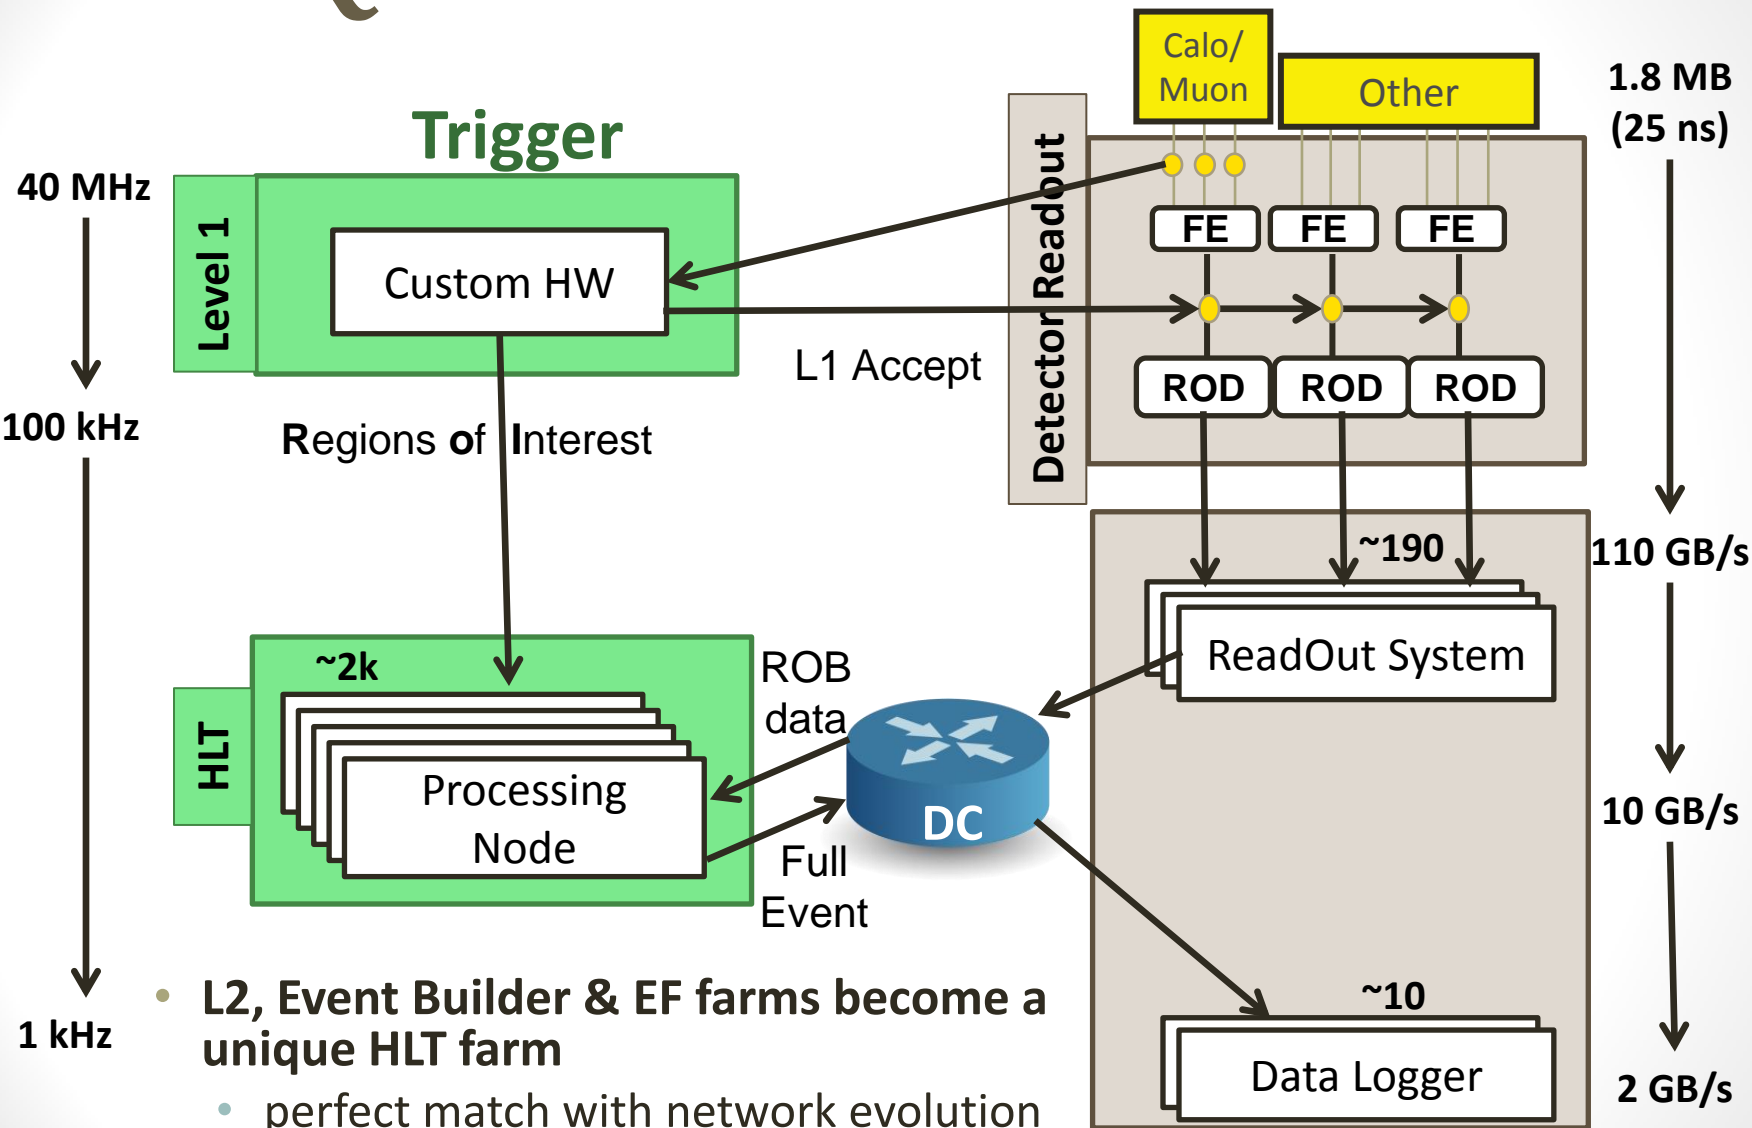 Calo/
Muon
Other
1.8 MB
(25 ns)
Trigger
40 MHz
Level 1
Custom HW
Detector Readout
FE
FE
FE
L1 Accept
ROD
ROD
ROD
100 kHz
Regions of Interest
~190
110 GB/s
ReadOut System
~2k
ROB
data
HLT
Processing
Node
DC
10 GB/s
Full
Event
~10
Data Logger
2 GB/s
1 kHz
• L2, Event Builder & EF farms become a
unique HLT farm
• perfect match with network evolution